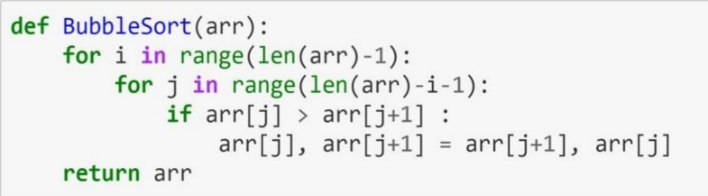 def BubbleSort(arr):
    for i in range(len(arr)-1):
        for j in range(len(arr)-i-1):
            if arr[j] > arr[j+1] :
                arr[j], arr[j+1] = arr[j+1], arr[j]
    return arr